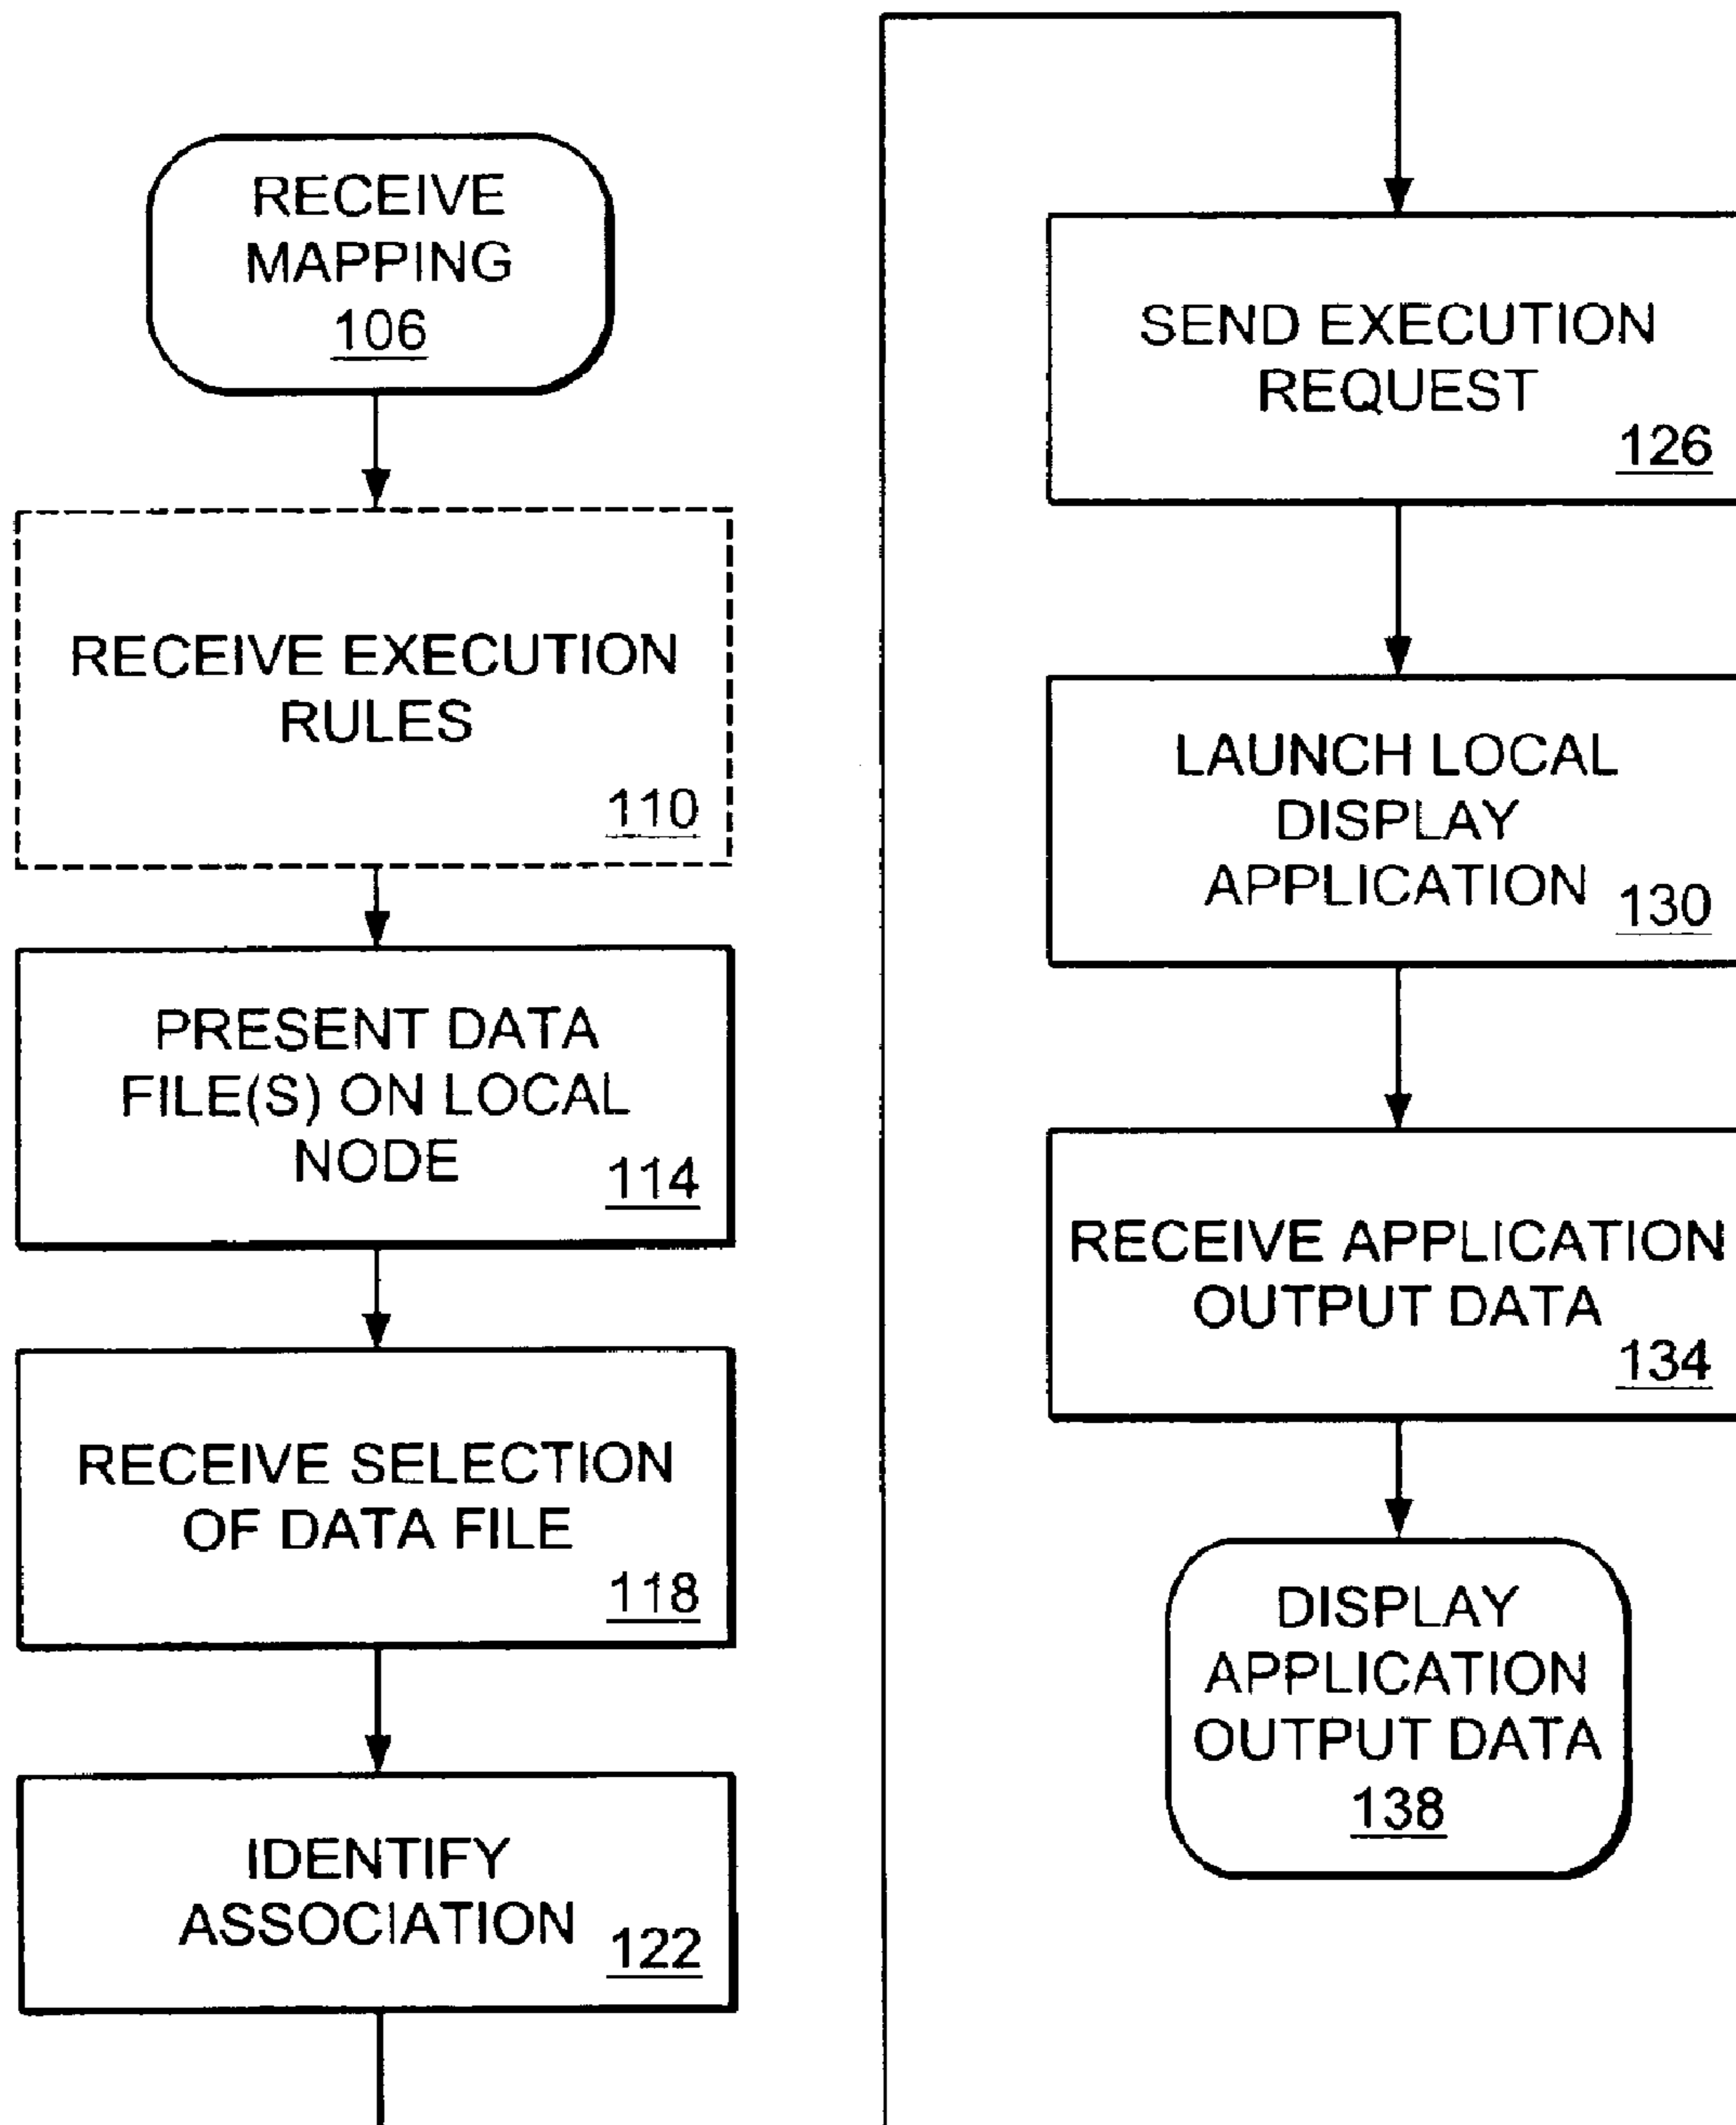 RECEIVE
MAPPING
106
RECEIVE EXECUTION
RULES
110
PRESENT DATA
FILE(S) ON LOCAL
NODE
114
RECEIVE SELECTION
OF DATA FILE
118
IDENTIFY
ASSOCIATION
122
SEND EXECUTION
REQUEST
126
LAUNCH LOCAL
DISPLAY
APPLICATION
130
RECEIVE APPLICATION
OUTPUT DATA
134
DISPLAY
APPLICATION
OUTPUT DATA
138